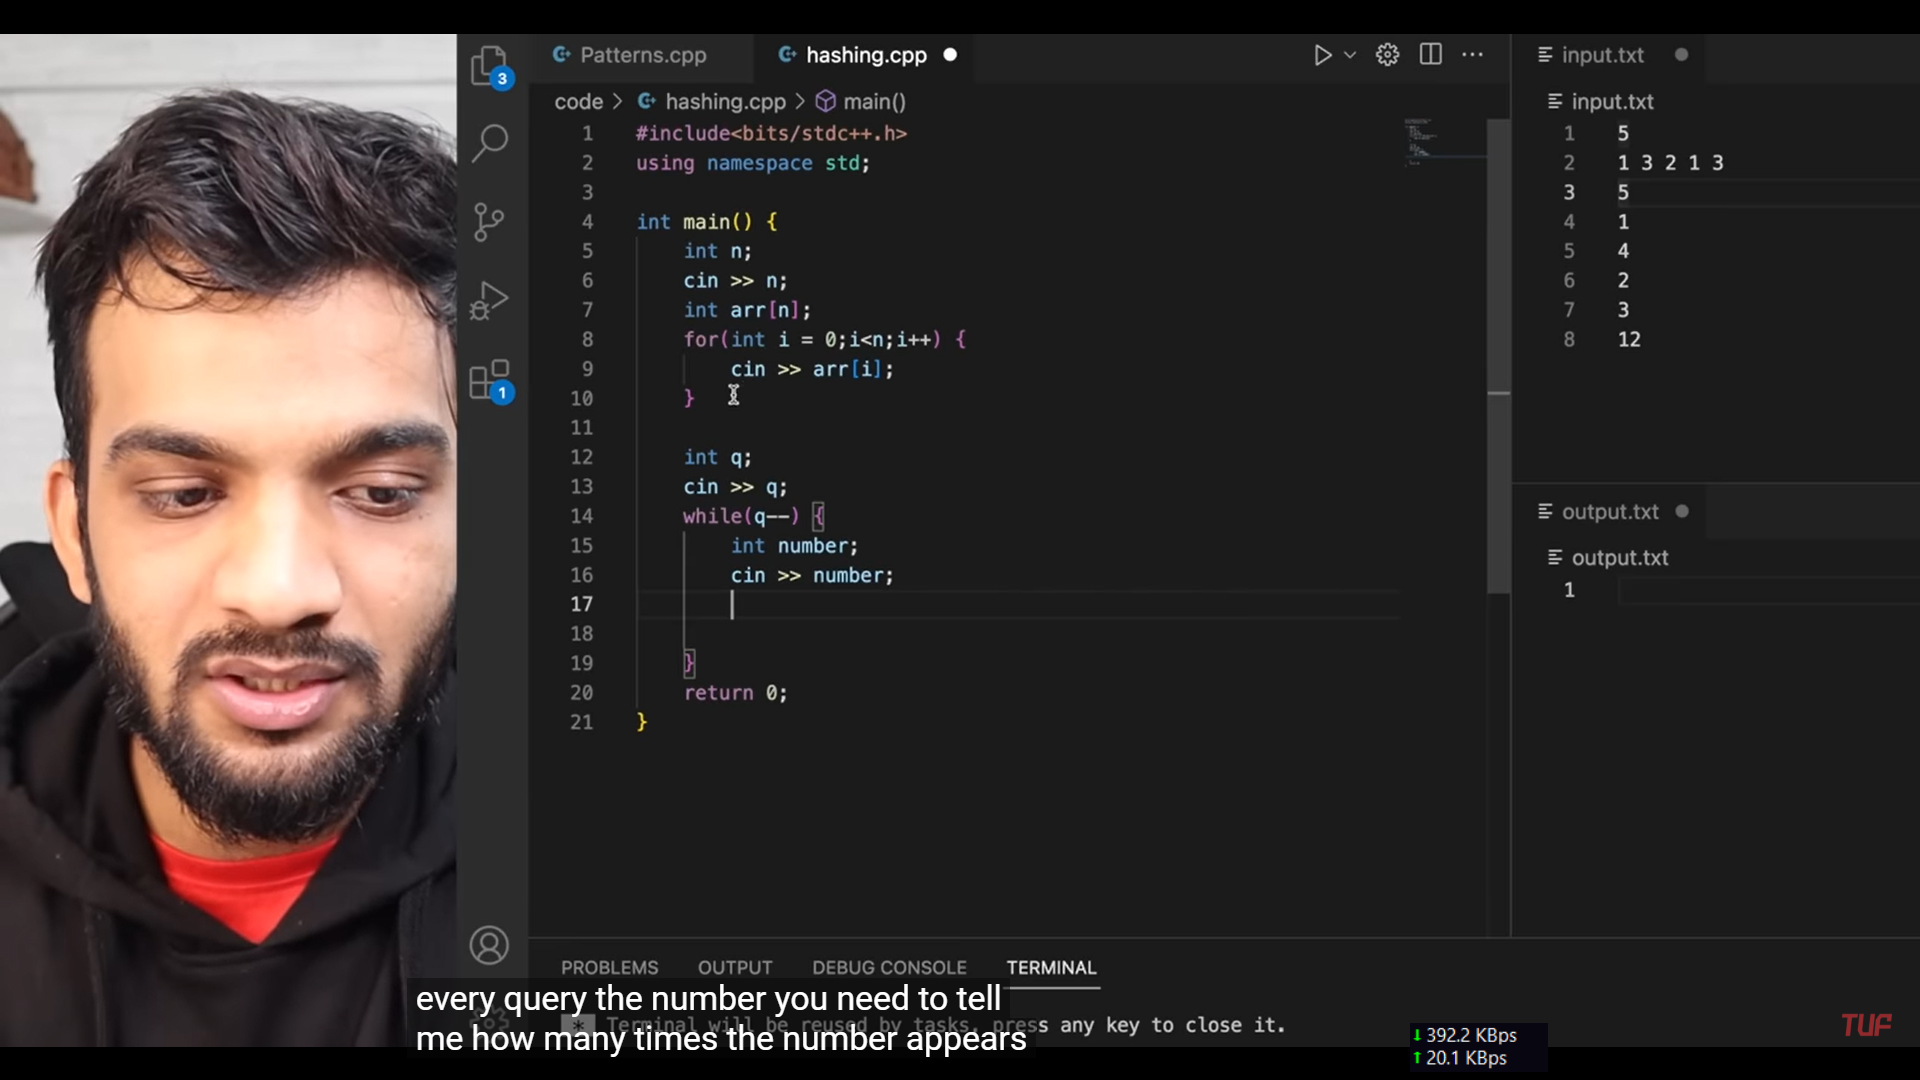 Patterns.cpp
hashing.cpp
input.txt
3
code > hashing.cpp > main()
input.txt
1 #include<bits/stdc++.h>
2 using namespace std;
3
4 int main() {
5 int n;
6 cin >> n;
7 int arr[n];
8 for(int i = 0;i<n;i++) {
9 cin >> arr[i];
10 }
11
12 int q;
13 cin >> q;
14 while(q--) {
15 int number;
16 cin >> number;
17
18
19 }
20 return 0;
21 }
1
1 5
2 1 3 2 1 3
3 5
4 1
5 4
6 2
7 3
8 12
output.txt
output.txt
1
PROBLEMS OUTPUT DEBUG CONSOLE TERMINAL
every query the number you need to tell
* Terminal will be reused by tasks, press any key to close it.
me how many times the number appears
TUF
↓ 392.2 KBps
↑ 20.1 KBps